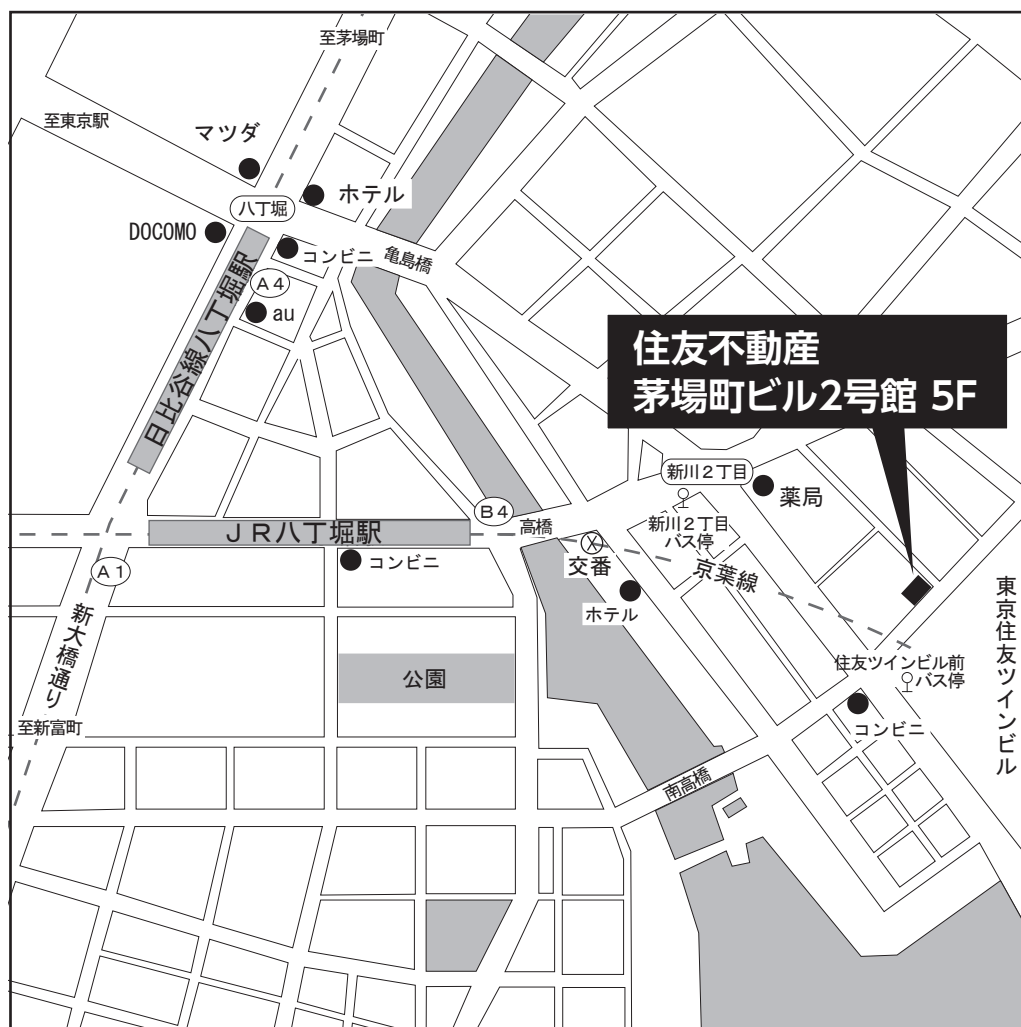 至茅場町
至東京駅
マツダ
ホテル
八丁堀
DOCOMO
コンビニ
亀島橋
A4
au
日比谷線八丁堀駅
住友不動産
茅場町ビル2号館 5F
新川2丁目
薬局
B4
高橋
新川2丁目
バス停
JR八丁堀駅
コンビニ
交番
京葉線
A1
ホテル
新大橋通り
東京住友ツインビル
公園
住友ツインビル前
バス停
至新富町
コンビニ
南高橋